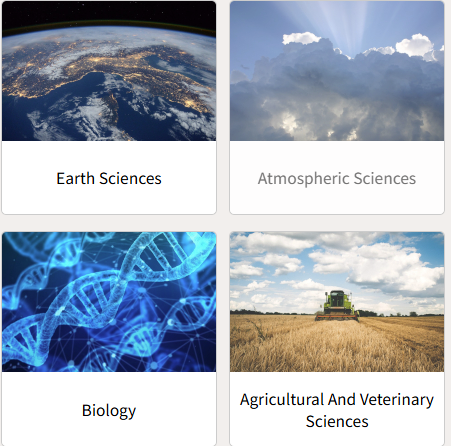 Earth Sciences
Atmospheric Sciences
Biology
Agricultural And Veterinary
Sciences